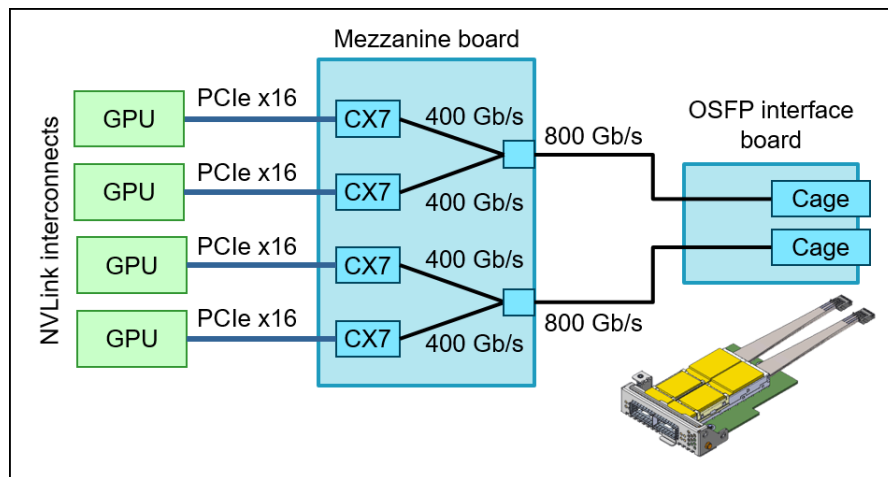 Mezzanine board
NVLink interconnects
GPU
PCIe x16
CX7
400 Gb/s
800 Gb/s
OSFP interface
board
GPU
PCIe x16
CX7
400 Gb/s
Cage
Cage
GPU
PCIe x16
CX7
400 Gb/s
800 Gb/s
GPU
PCIe x16
CX7
400 Gb/s